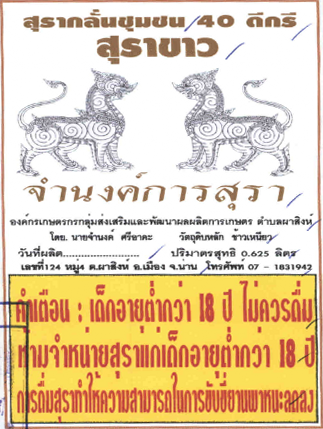 สุรากลั่นชุมชน 40 ดีกรี
สุราขาว
จำนงค์การสุรา
องค์กรเกษตรกรกลุ่มส่งเสริมและพัฒนาผลผลิตการเกษตร ตำบลผาสิงห์
โดย. นายจำนงค์ ศรีอาคะ วัตถุดิบหลัก ข้าวเหนียว
วันที่ผลิต.......................... ปริมาตรสุทธิ 0.625 ลิตร
เลขที่124 หมู่4 ต.ผาสิงห์ อ.เมือง จ.น่าน โทรศัพท์ 07 - 1831942
คำเตือน : เด็กอายุต่ำกว่า 18 ปี ไม่ควรดื่ม
ห้ามจำหน่ายสุราแก่เด็กอายุต่ำกว่า 18 ปี
การดื่มสุราทำให้ความสามารถในการขับขี่ยานพาหนะลดลง